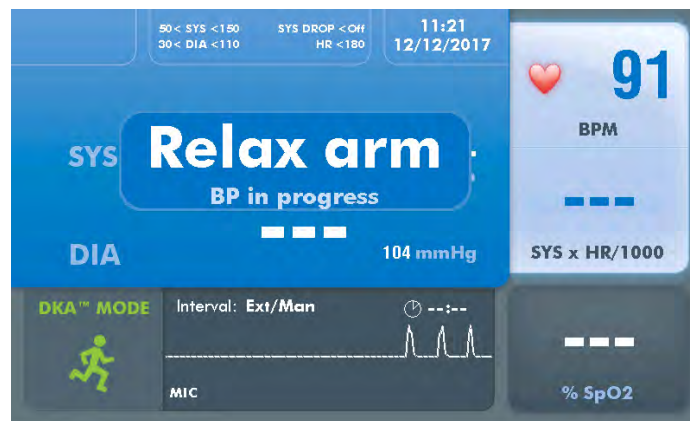 50< SYS <150
30< DIA <110
SYS DROP <Off
HR <180
11:21
12/12/2017
91
BPM
SYS
Relax arm
BP in progress
---
DIA
104 mmHg
---
SYS x HR/1000
DKA™ MODE
Interval: Ext/Man
--:--
MIC
---
% SpO2